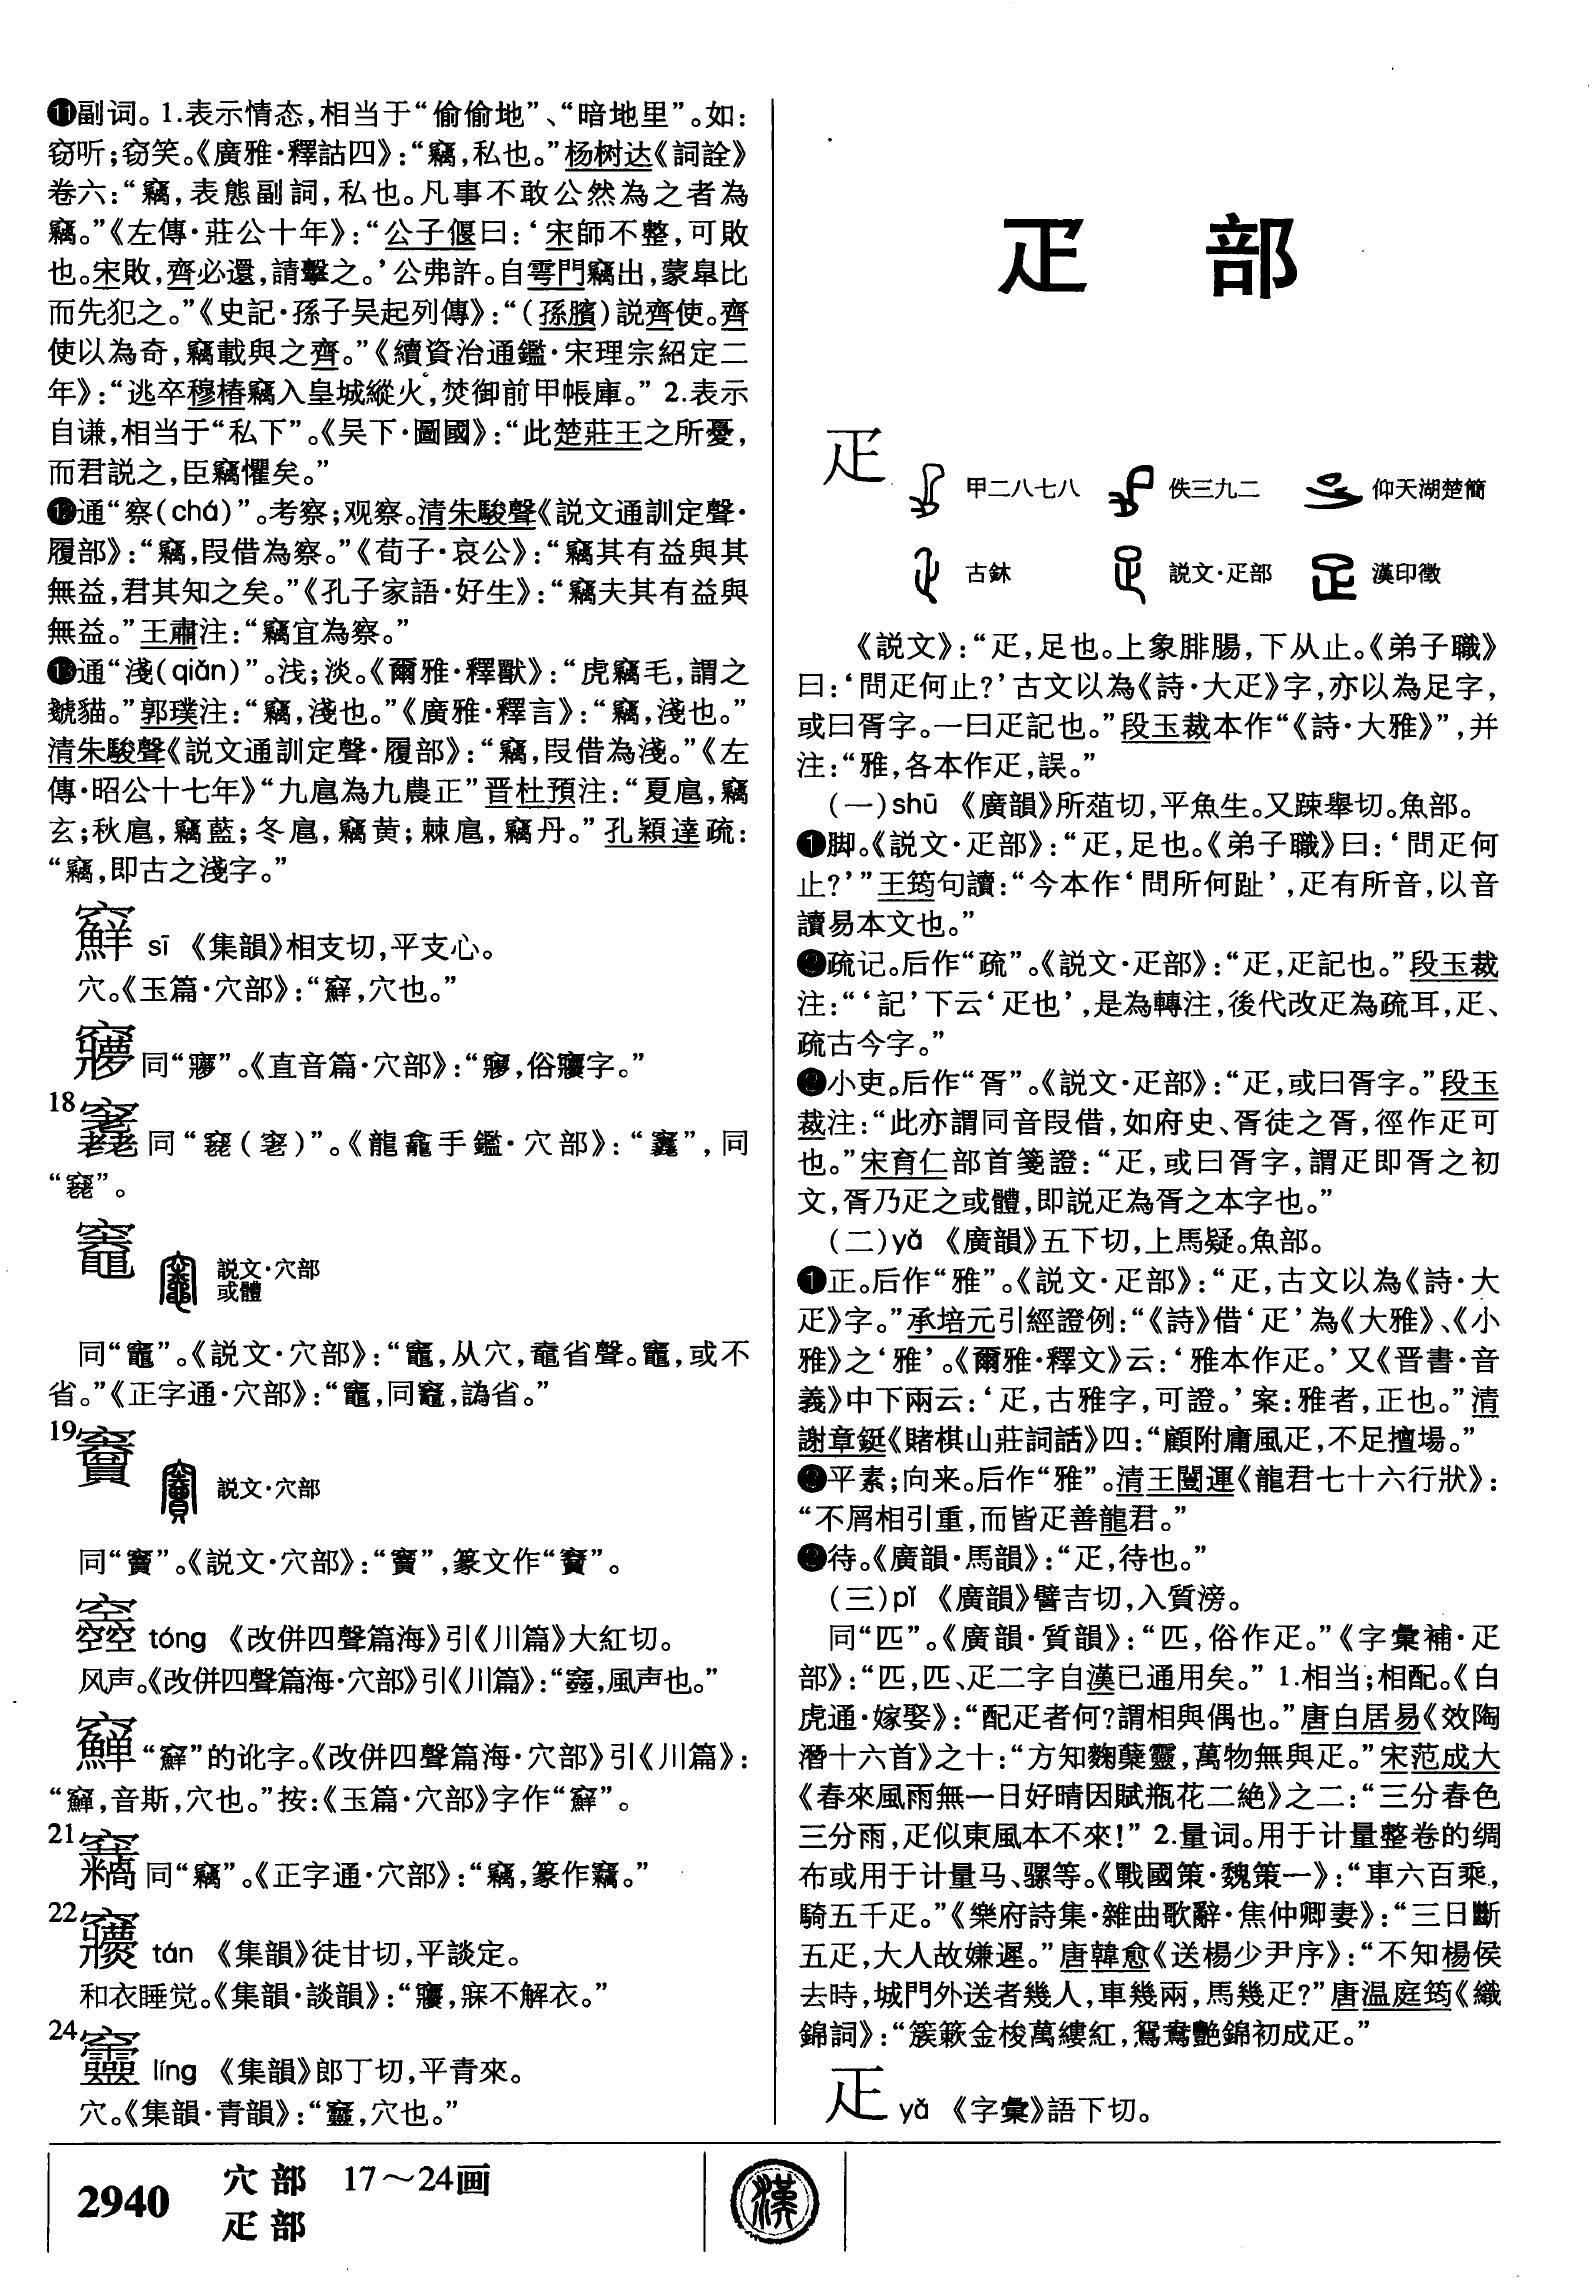 ⓫副词。1.表示情态,相当于“偷偷地”、“暗地里”。如:
窃听;窃笑。《廣雅·釋詁四》:“竊,私也。”杨树达《詞詮》
卷六:“竊,表態副詞,私也。凡事不敢公然為之者為
竊。”《左傳·莊公十年》:“公子偃曰:‘宋師不整,可敗
也。宋敗,齊必還,請擊之。’公弗許。自雩門竊出,蒙臯比
而先犯之。”《史記·孫子吴起列傳》:“(孫臏)説齊使。齊
使以為奇,竊載與之齊。”《續資治通鑑·宋理宗紹定二
年》:“逃卒穆椿竊入皇城縱火,焚御前甲帳庫。” 2.表示
自谦,相当于“私下”。《吴下·圖國》:“此楚莊王之所憂,
而君説之,臣竊懼矣。”
⓬通“察(chá)”。考察;观察。清朱駿聲《説文通訓定聲·
履部》:“竊,叚借為察。”《荀子·哀公》:“竊其有益與其
無益,君其知之矣。”《孔子家語·好生》:“竊夫其有益與
無益。”王肅注:“竊宜為察。”
⓭通“淺(qiǎn)”。浅;淡。《爾雅·釋獸》:“虎竊毛,謂之
虦貓。”郭璞注:“竊,淺也。”《廣雅·釋言》:“竊,淺也。”
清朱駿聲《説文通訓定聲·履部》:“竊,叚借為淺。”《左
傳·昭公十七年》“九扈為九農正”晋杜預注:“夏扈,竊
玄;秋扈,竊藍;冬扈,竊黄;棘扈,竊丹。”孔穎達疏:
“竊,即古之淺字。”
sī 《集韻》相支切,平支心。
穴。《玉篇·穴部》:“,穴也。”
同“”。《直音篇·穴部》:“,俗字。”
18
同“()”。《龍龕手鑑·穴部》:“”,同
“”。
説文·穴部
或體
同“竈”。《説文·穴部》:“竈,从穴,省聲。竈,或不
省。”《正字通·穴部》:“,同竈,譌省。”
19
説文·穴部
同“竇”。《説文·穴部》:“竇”,篆文作“”。
tóng 《改併四聲篇海》引《川篇》大紅切。
风声。《改併四聲篇海·穴部》引《川篇》:“,風声也。”
“”的讹字。《改併四聲篇海·穴部》引《川篇》:
“,音斯,穴也。”按:《玉篇·穴部》字作“”。
21
同“竊”。《正字通·穴部》:“竊,篆作。”
22
tán 《集韻》徒甘切,平談定。
和衣睡觉。《集韻·談韻》:“,寐不解衣。”
24
líng 《集韻》郎丁切,平青來。
穴。《集韻·青韻》:“,穴也。”
疋 部
疋
甲二八七八 佚三九二 仰天湖楚簡
古鉨 説文·疋部 漢印徵
《説文》:“疋,足也。上象腓腸,下从止。《弟子職》
曰:‘問疋何止?’古文以為《詩·大疋》字,亦以為足字,
或曰胥字。一曰疋記也。”段玉裁本作“《詩·大雅》”,并
注:“雅,各本作疋,誤。”
(一)shū 《廣韻》所葅切,平魚生。又踈舉切。魚部。
❶脚。《説文·疋部》:“疋,足也。《弟子職》曰:‘問疋何
止?’”王筠句讀:“今本作‘問所何趾’,疋有所音,以音
讀易本文也。”
❷疏记。后作“疏”。《説文·疋部》:“疋,疋記也。”段玉裁
注:“‘記’下云‘疋也’,是為轉注,後代改疋為疏耳,疋、
疏古今字。”
❸小吏。后作“胥”。《説文·疋部》:“疋,或曰胥字。”段玉
裁注:“此亦謂同音叚借,如府史、胥徒之胥,徑作疋可
也。”宋育仁部首箋證:“疋,或曰胥字,謂疋即胥之初
文,胥乃疋之或體,即説疋為胥之本字也。”
(二)yǎ 《廣韻》五下切,上馬疑。魚部。
❶正。后作“雅”。《説文·疋部》:“疋,古文以為《詩·大
疋》字。”承培元引經證例:“《詩》借‘疋’為《大雅》、《小
雅》之‘雅’。《爾雅·釋文》云:‘雅本作疋。’又《晋書·音
義》中下兩云:‘疋,古雅字,可證。’案:雅者,正也。”清
謝章鋌《賭棋山莊詞話》四:“顧附庸風疋,不足擅場。”
❷平素;向来。后作“雅”。清王闓運《龍君七十六行狀》:
“不屑相引重,而皆疋善龍君。”
❸待。《廣韻·馬韻》:“疋,待也。”
(三)pǐ 《廣韻》譬吉切,入質滂。
同“匹”。《廣韻·質韻》:“匹,俗作疋。”《字彙補·疋
部》:“匹,匹、疋二字自漢已通用矣。” 1.相当;相配。《白
虎通·嫁娶》:“配疋者何?謂相與偶也。”唐白居易《效陶
潛十六首》之十:“方知麴蘖靈,萬物無與疋。”宋范成大
《春來風雨無一日好晴因賦瓶花二絶》之二:“三分春色
三分雨,疋似東風本不來!” 2.量词。用于计量整卷的绸
布或用于计量马、骡等。《戰國策·魏策一》:“車六百乘,
騎五千疋。”《樂府詩集·雜曲歌辭·焦仲卿妻》:“三日斷
五疋,大人故嫌遲。”唐韓愈《送楊少尹序》:“不知楊侯
去時,城門外送者幾人,車幾兩,馬幾疋?”唐温庭筠《織
錦詞》:“簇簌金梭萬縷紅,鴛鴦艷錦初成疋。”
yǎ 《字彙》語下切。
2940 穴部 17～24画
疋部
漢